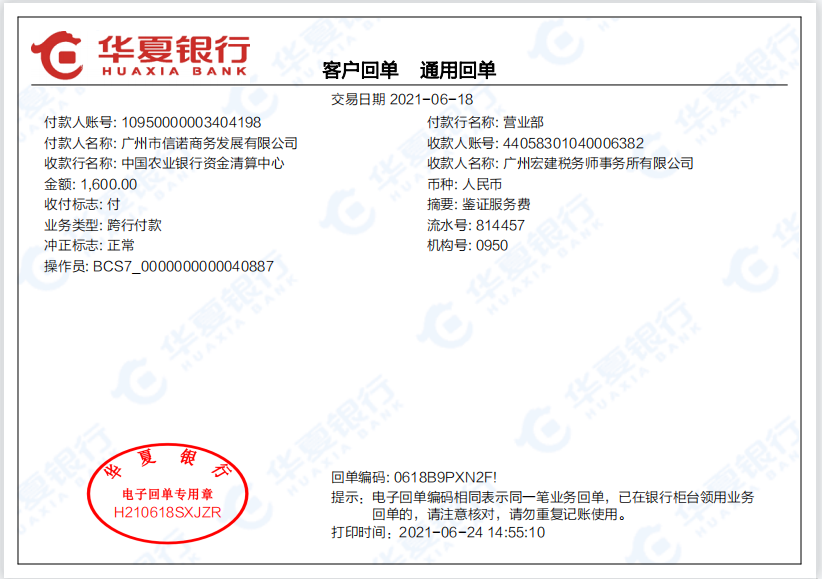 华夏银行
HUAXIA BANK
客户回单 通用回单
交易日期 2021-06-18
付款人账号: 10950000003404198
付款行名称: 营业部
付款人名称: 广州市信诺商务发展有限公司
收款人账号: 44058301040006382
收款行名称: 中国农业银行资金清算中心
收款人名称: 广州宏建税务师事务所有限公司
金额: 1,600.00
币种: 人民币
收付标志: 付
摘要: 鉴证服务费
业务类型: 跨行付款
流水号: 814457
冲正标志: 正常
机构号: 0950
操作员: BCS7_0000000000040887
华夏银行
电子回单专用章
H210618SXJZR
回单编码: 0618B9PXN2F!
提示: 电子回单编码相同表示同一笔业务回单，已在银行柜台领用业务
回单的，请注意核对，请勿重复记账使用。
打印时间: 2021-06-24 14:55:10